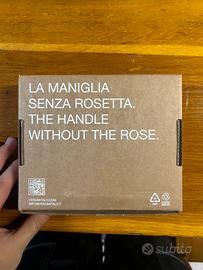 LA MANIGLIA
SENZA ROSETTA.
THE HANDLE
WITHOUT THE ROSE.
subito